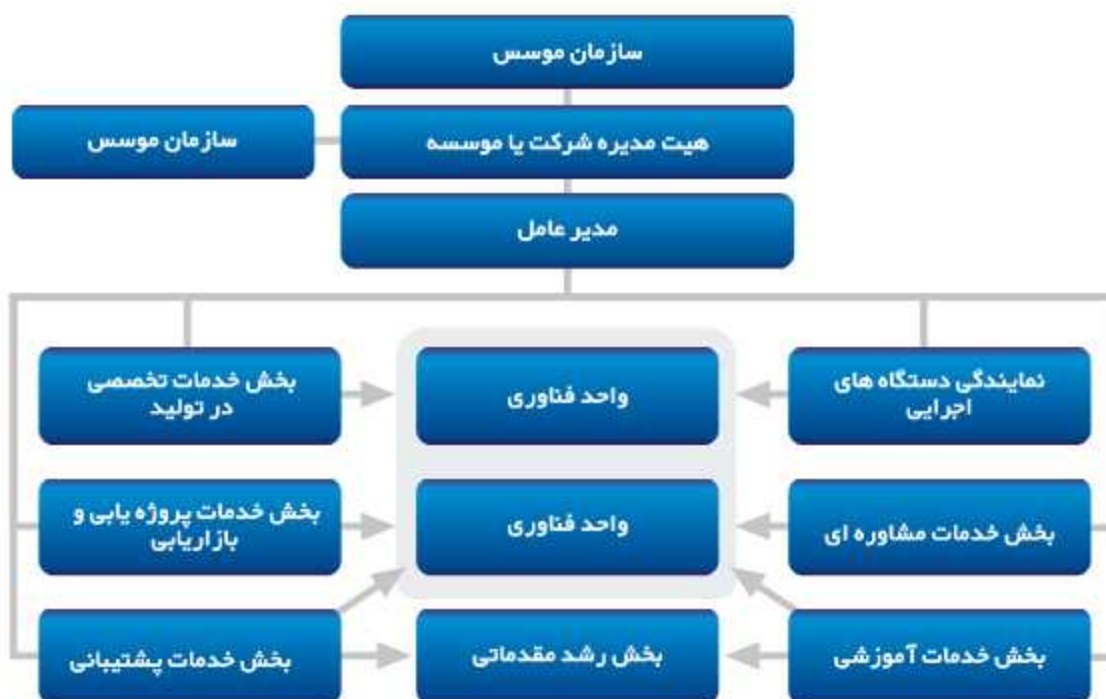 سازمان موسس
هیت مدیره شرکت یا موسسه
سازمان موسس
مدیر عامل
نمایندگی دستگاه های
اجرایی
واحد فناوری
بخش خدمات تخصصی
در تولید
بخش خدمات مشاوره ای
واحد فناوری
بخش خدمات پروژه یابی و
بازاریابی
بخش خدمات آموزشی
بخش رشد مقدماتی
بخش خدمات پشتیبانی